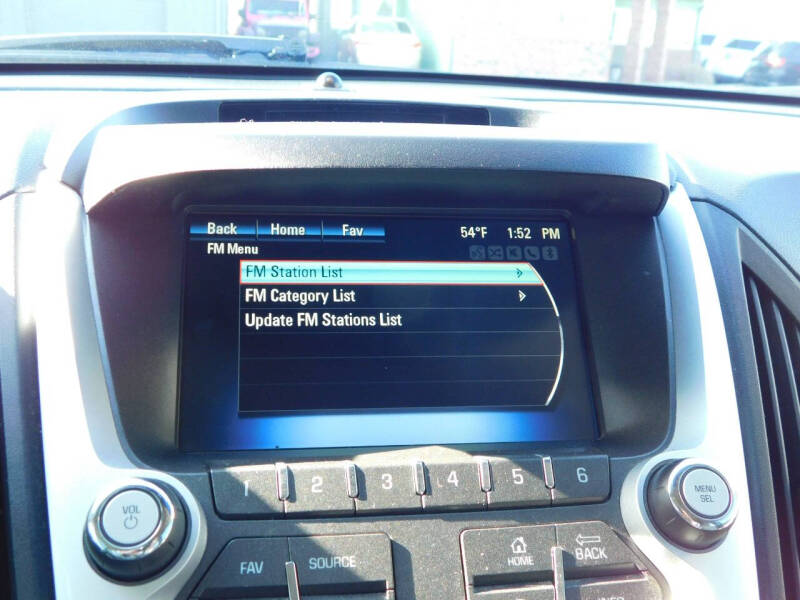 Back Home Fav 54°F 1:52 PM
FM Menu
FM Station List
FM Category List
Update FM Stations List
1 2 3 4 5 6
VOL
MENU
SEL
FAV SOURCE HOME BACK